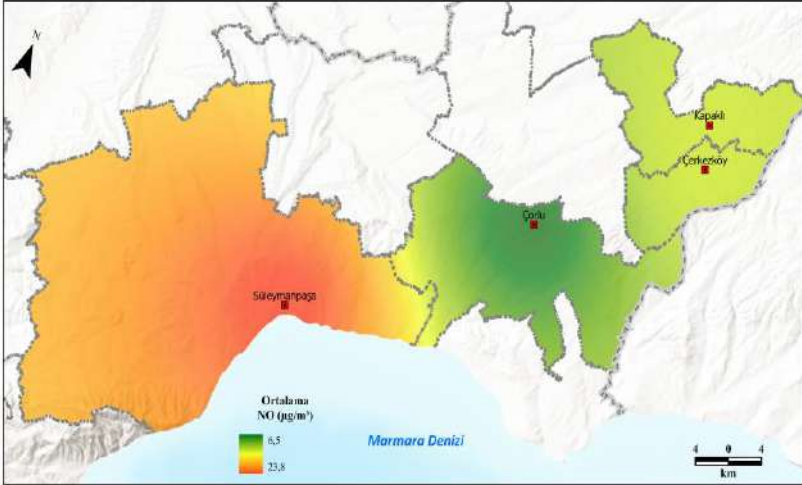 N
Kapaklı
Çerkezköy
Çorlu
Süleymanpaşa
Ortalama
NO (µg/m³)
6,5
23,8
Marmara Denizi
4 0 4
km